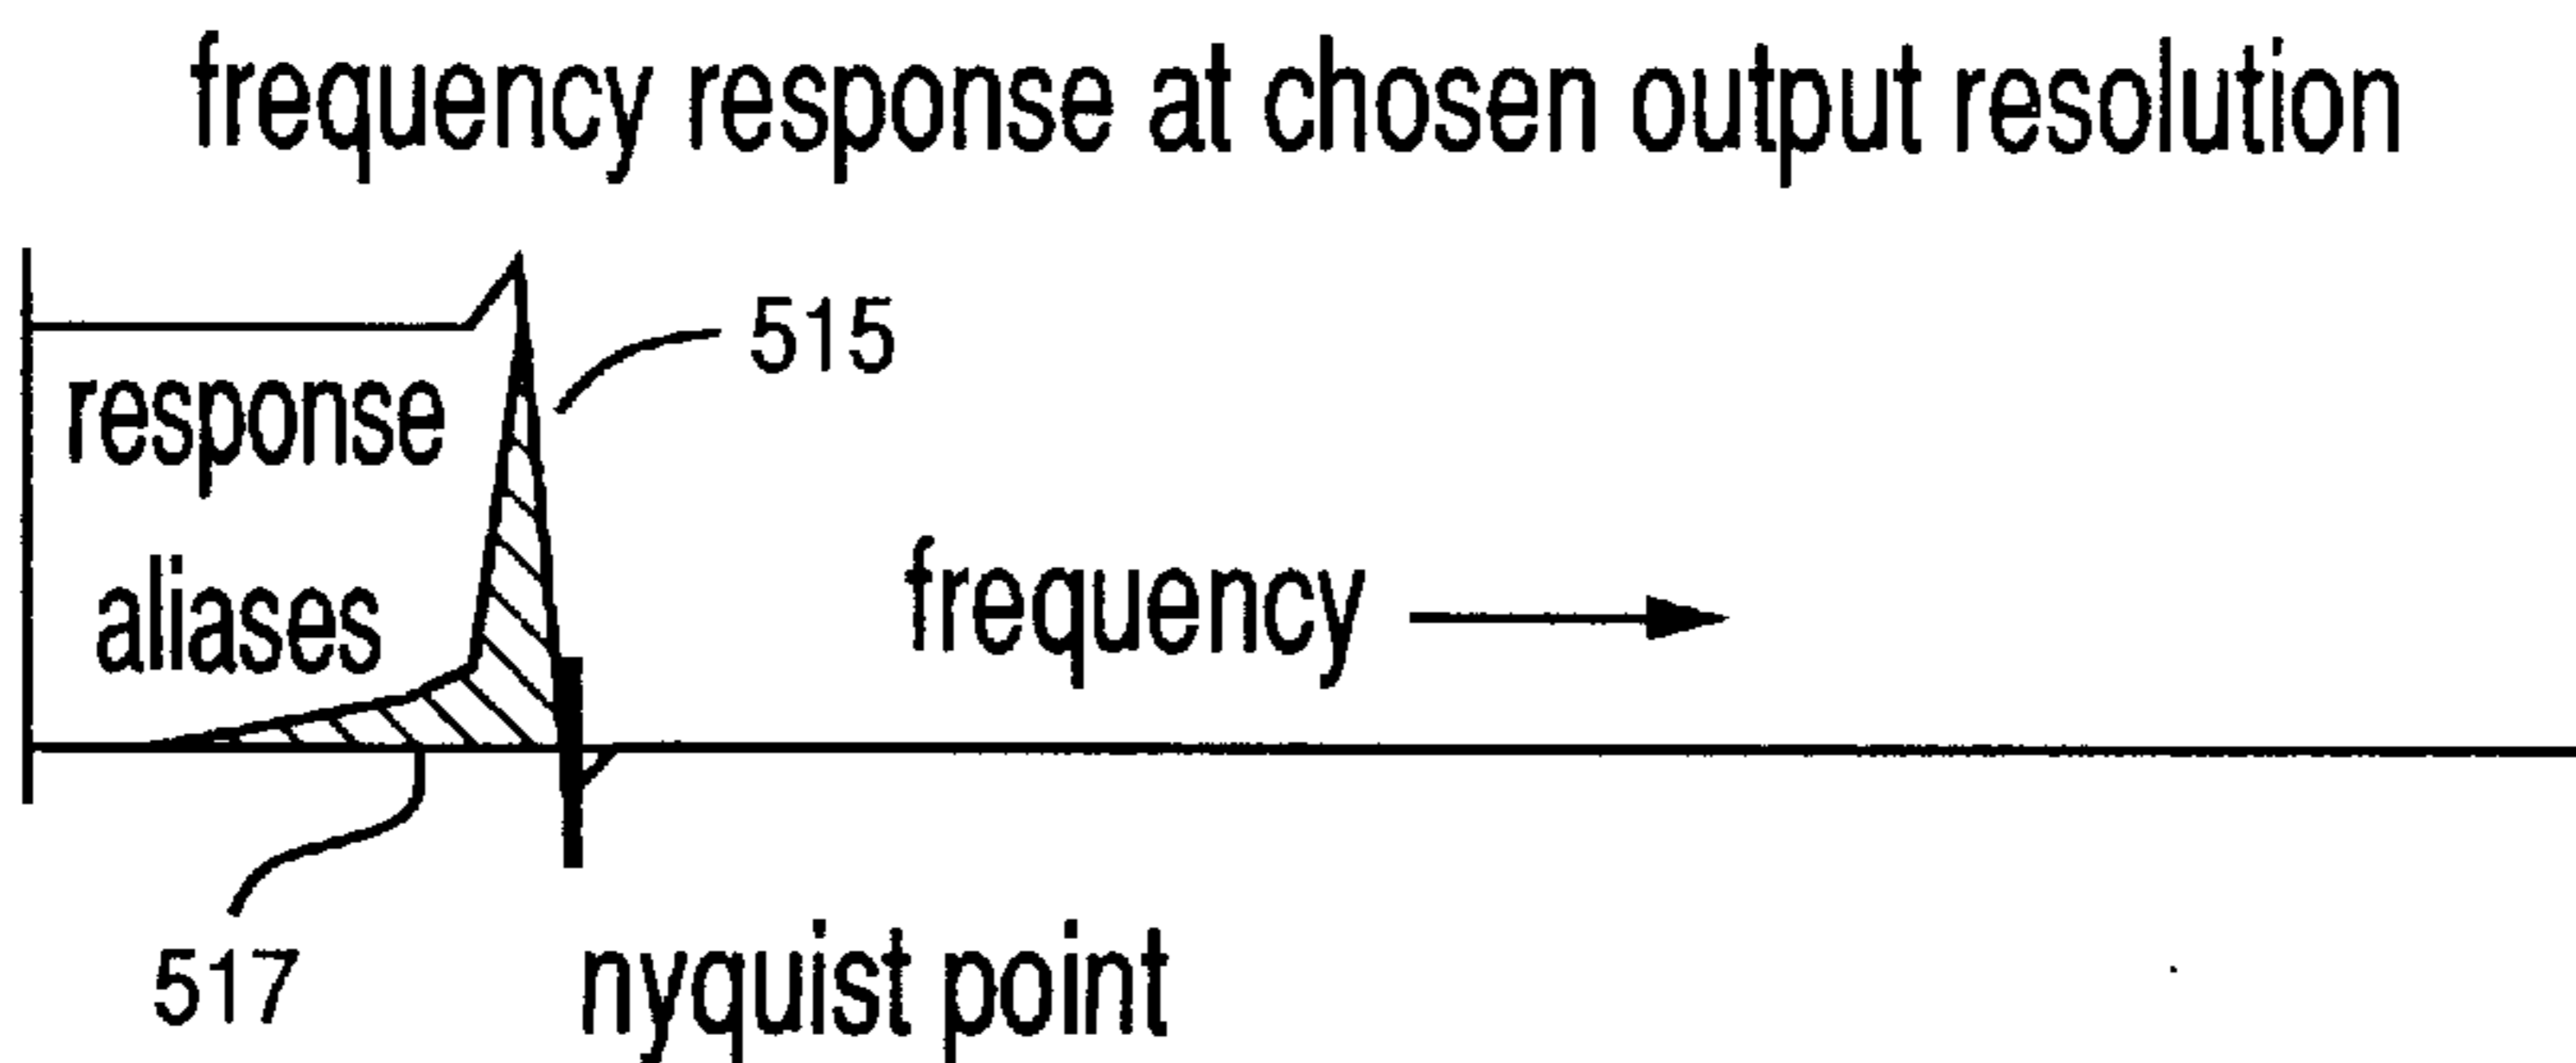 frequency response at chosen output resolution
515
response
aliases
frequency
517
nyquist point